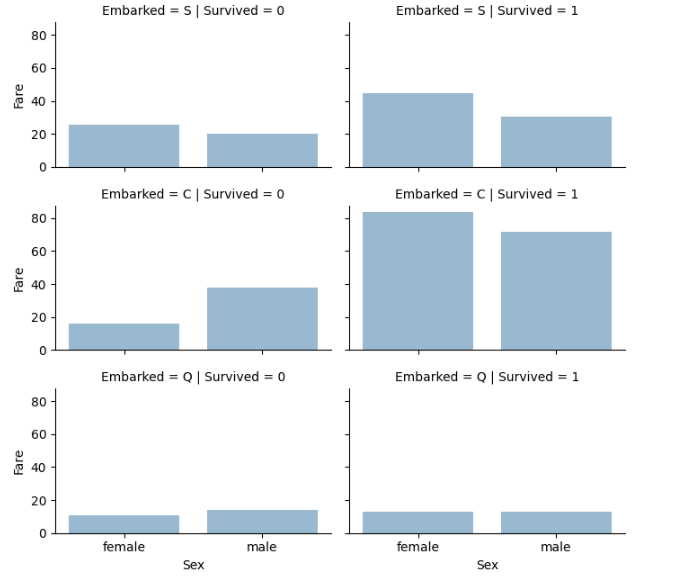 Embarked = S | Survived = 0
Embarked = S | Survived = 1
80
60
40
20
0
Fare
Embarked = C | Survived = 0
Embarked = C | Survived = 1
80
60
40
20
0
Fare
Embarked = Q | Survived = 0
Embarked = Q | Survived = 1
80
60
40
20
0
Fare
female male
female male
Sex
Sex